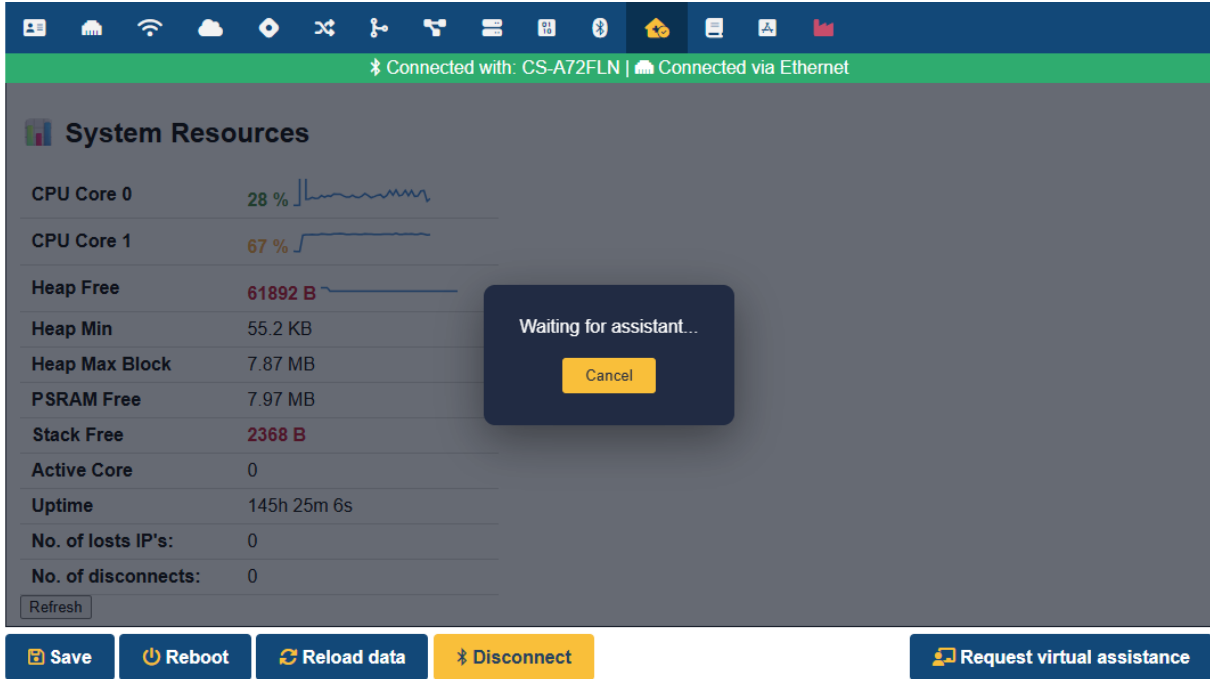 Connected with: CS-A72FLN | Connected via Ethernet
System Resources
CPU Core 0 28 %
CPU Core 1 67 %
Heap Free 61892 B
Heap Min 55.2 KB
Heap Max Block 7.87 MB
PSRAM Free 7.97 MB
Stack Free 2368 B
Active Core 0
Uptime 145h 25m 6s
No. of losts IP's: 0
No. of disconnects: 0
Refresh
Waiting for assistant...
Cancel
Save Reboot Reload data Disconnect Request virtual assistance